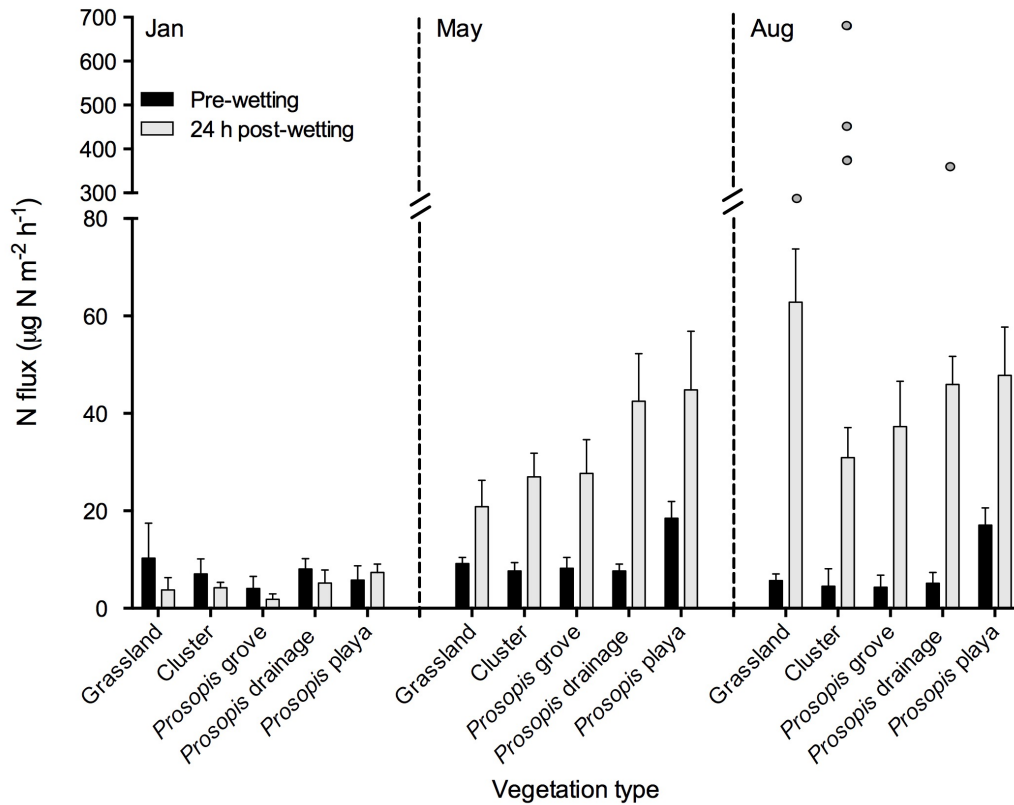 Jan
May
Aug
700
600
500
400
300
80
60
40
20
0
Pre-wetting
24 h post-wetting
N flux (µg N m-2 h-1)
Grassland
Cluster
Prosopis grove
Prosopis drainage
Prosopis playa
Grassland
Cluster
Prosopis grove
Prosopis drainage
Prosopis playa
Grassland
Cluster
Prosopis grove
Prosopis drainage
Prosopis playa
Vegetation type